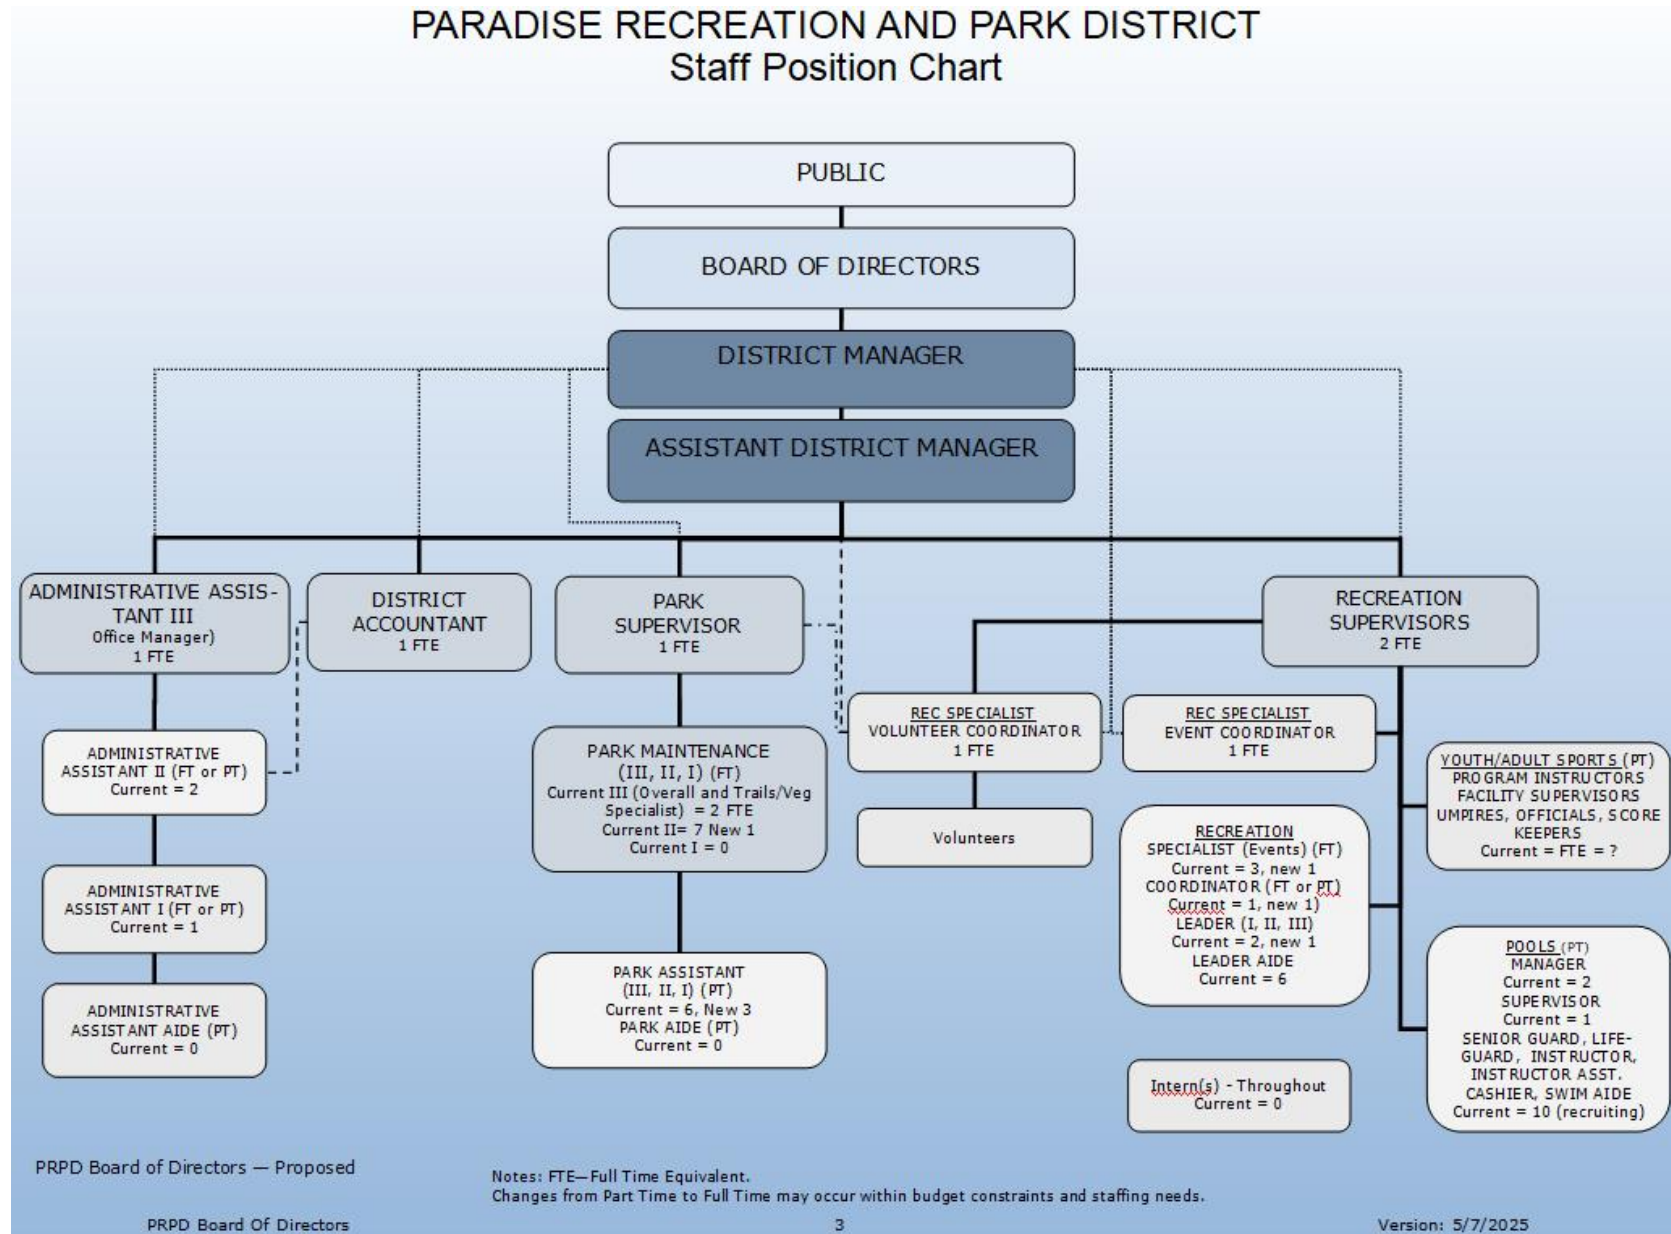 PARADISE RECREATION AND PARK DISTRICT
Staff Position Chart
PUBLIC
BOARD OF DIRECTORS
DISTRICT MANAGER
ASSISTANT DISTRICT MANAGER
ADMINISTRATIVE ASSIS-
TANT III
Office Manager)
1 FTE
DISTRICT
ACCOUNTANT
1 FTE
PARK
SUPERVISOR
1 FTE
RECREATION
SUPERVISORS
2 FTE
ADMINISTRATIVE
ASSISTANT II (FT or PT)
Current = 2
ADMINISTRATIVE
ASSISTANT I (FT or PT)
Current = 1
ADMINISTRATIVE
ASSISTANT AIDE (PT)
Current = 0
PARK MAINTENANCE
(III, II, I) (FT)
Current III (Overall and Trails/Veg
Specialist) = 2 FTE
Current II= 7 New 1
Current I = 0
PARK ASSISTANT
(III, II, I) (PT)
Current = 6, New 3
PARK AIDE (PT)
Current = 0
REC SPECIALIST
VOLUNTEER COORDINATOR
1 FTE
Volunteers
REC SPECIALIST
EVENT COORDINATOR
1 FTE
RECREATION
SPECIALIST (Events) (FT)
Current = 3, new 1
COORDINATOR (FT or PT)
Current = 1, new 1)
LEADER (I, II, III)
Current = 2, new 1
LEADER AIDE
Current = 6
Intern(s) - Throughout
Current = 0
YOUTH/ADULT SPORTS (PT)
PROGRAM INSTRUCTORS
FACILITY SUPERVISORS
UMPIRES, OFFICIALS, SCORE
KEEPERS
Current = FTE = ?
POOLS (PT)
MANAGER
Current = 2
SUPERVISOR
Current = 1
SENIOR GUARD, LIFE-
GUARD, INSTRUCTOR,
INSTRUCTOR ASST.
CASHIER, SWIM AIDE
Current = 10 (recruiting)
PRPD Board of Directors — Proposed
Notes: FTE—Full Time Equivalent.
Changes from Part Time to Full Time may occur within budget constraints and staffing needs.
PRPD Board Of Directors
3
Version: 5/7/2025